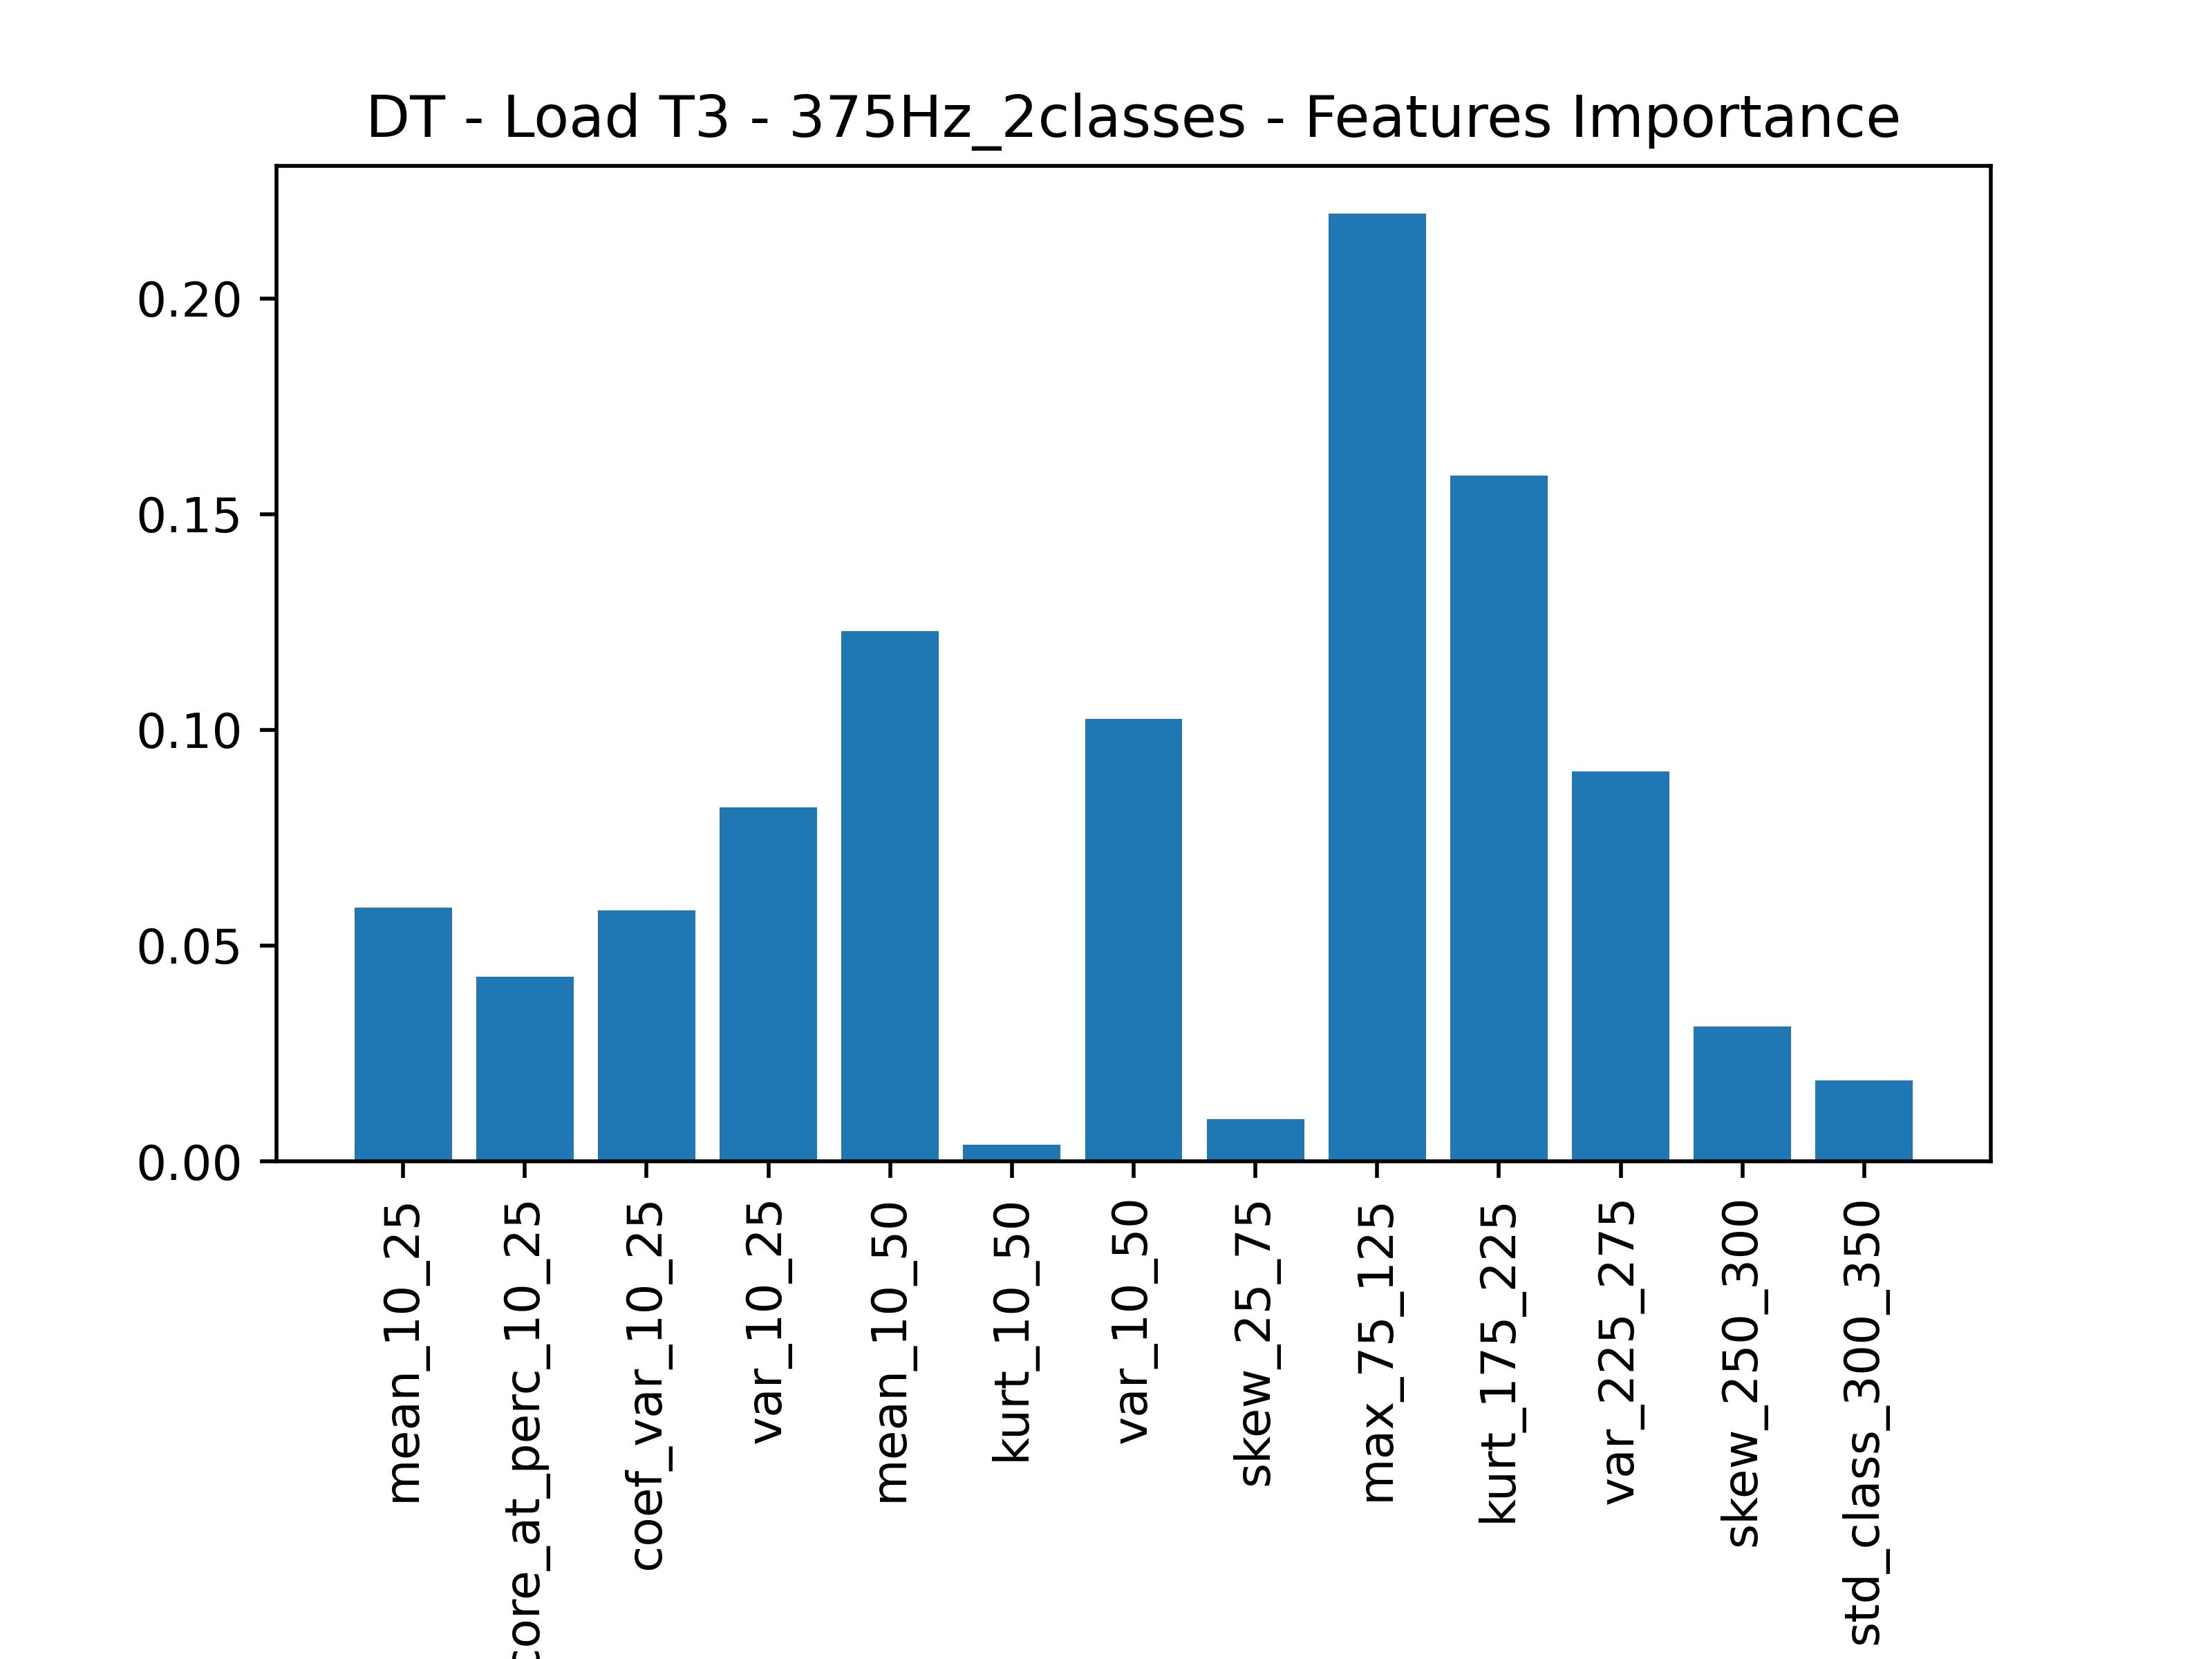 DT - Load T3 - 375Hz_2classes - Features Importance
0.20
0.15
0.10
0.05
0.00
mean_10_25
core_at_perc_10_25
coef_var_10_25
var_10_25
mean_10_50
kurt_10_50
var_10_50
skew_25_75
max_75_125
kurt_175_225
var_225_275
skew_250_300
std_class_300_350